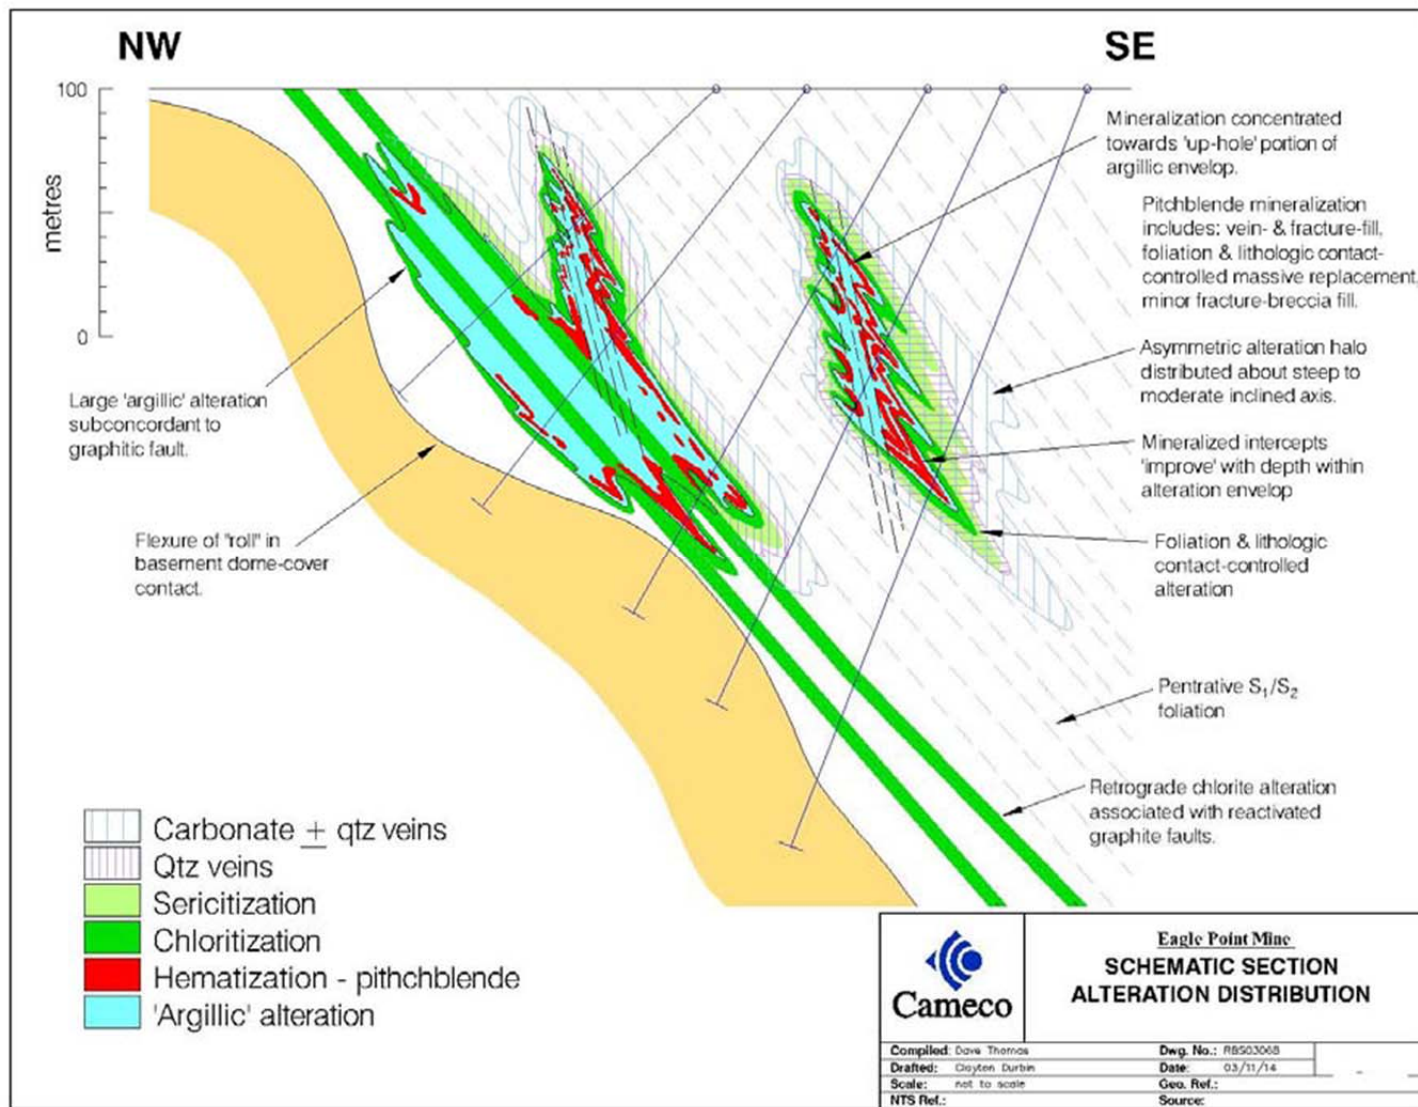 NW
SE
100
metres
0
Mineralization concentrated
towards 'up-hole' portion of
argillic envelop.
Pitchblende mineralization
includes: vein- & fracture-fill,
foliation & lithologic contact-
controlled massive replacement,
minor fracture-breccia fill.
Asymmetric alteration halo
distributed about steep to
moderate inclined axis.
Mineralized intercepts
'improve' with depth within
alteration envelop
Foliation & lithologic
contact-controlled
alteration
Pentrative S₁/S₂
foliation
Retrograde chlorite alteration
associated with reactivated
graphite faults.
Large 'argillic' alteration
subconcordant to
graphitic fault.
Flexure of "roll" in
basement dome-cover
contact.
Carbonate ± qtz veins
Qtz veins
Sericitization
Chloritization
Hematization - pithchblende
'Argillic' alteration
Cameco
Eagle Point Mine
SCHEMATIC SECTION
ALTERATION DISTRIBUTION
Compiled: Dave Thomas
Dwg. No.: RBS03068
Drafted: Clayton Durbin
Date: 03/11/14
Scale: not to scale
Geo. Ref.:
NTS Ref.:
Source: